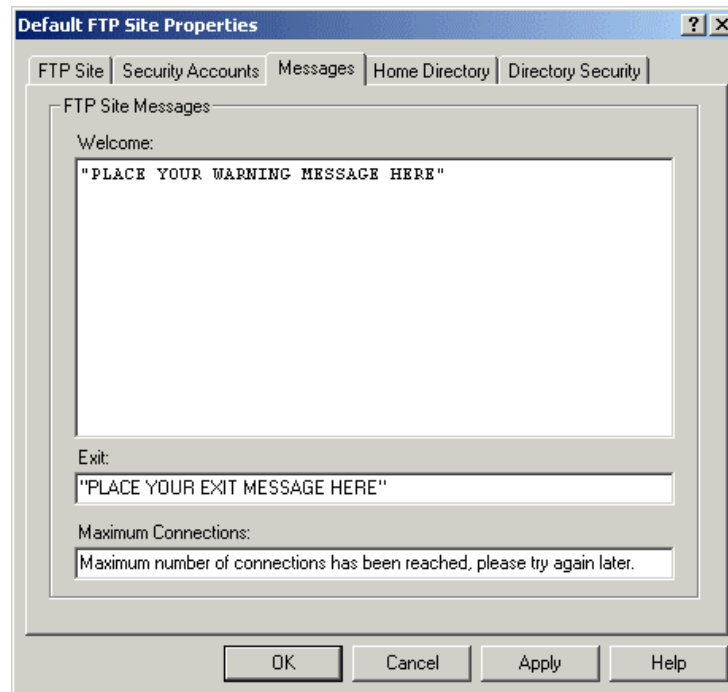 Default FTP Site Properties
FTP Site Security Accounts Messages Home Directory Directory Security
FTP Site Messages
Welcome:
"PLACE YOUR WARNING MESSAGE HERE"
Exit:
"PLACE YOUR EXIT MESSAGE HERE"
Maximum Connections:
Maximum number of connections has been reached, please try again later.
OK Cancel Apply Help